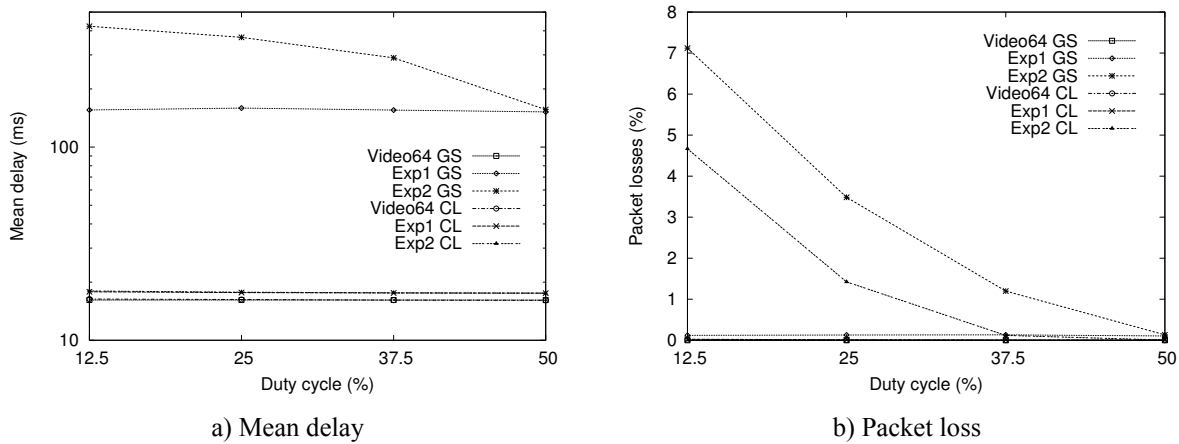 100
10
12.5
25
37.5
50
Mean delay (ms)
Duty cycle (%)
Video64 GS
Exp1 GS
Exp2 GS
Video64 CL
Exp1 CL
Exp2 CL
a) Mean delay
8
7
6
5
4
3
2
1
0
12.5
25
37.5
50
Packet losses (%)
Duty cycle (%)
Video64 GS
Exp1 GS
Exp2 GS
Video64 CL
Exp1 CL
Exp2 CL
b) Packet loss